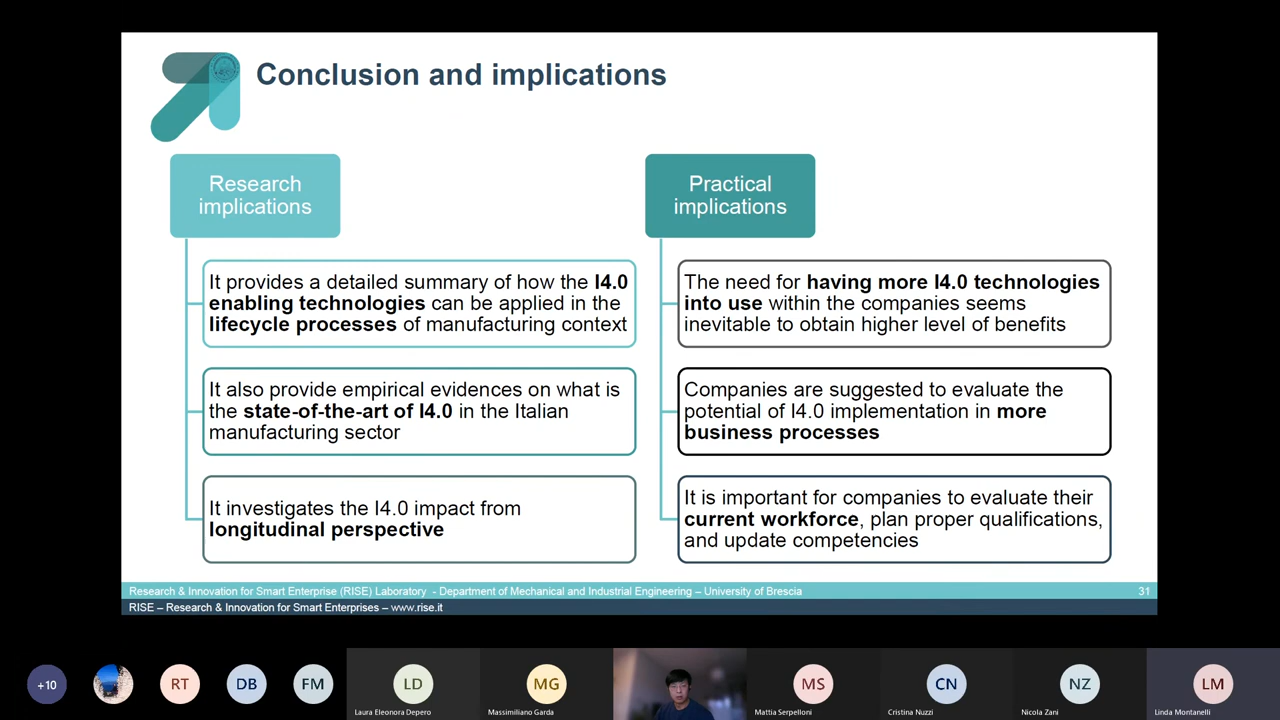 Conclusion and implications
Research
implications
It provides a detailed summary of how the I4.0
enabling technologies can be applied in the
lifecycle processes of manufacturing context
It also provide empirical evidences on what is
the state-of-the-art of I4.0 in the Italian
manufacturing sector
It investigates the I4.0 impact from
longitudinal perspective
Practical
implications
The need for having more I4.0 technologies
into use within the companies seems
inevitable to obtain higher level of benefits
Companies are suggested to evaluate the
potential of I4.0 implementation in more
business processes
It is important for companies to evaluate their
current workforce, plan proper qualifications,
and update competencies
Research & Innovation for Smart Enterprise (RISE) Laboratory - Department of Mechanical and Industrial Engineering – University of Brescia
31
RISE – Research & Innovation for Smart Enterprises – www.rise.it
+10
RT
DB
FM
LD
Laura Eleonora Depero
MG
Massimiliano Garda
MS
Mattia Serpelloni
CN
Cristina Nuzzi
NZ
Nicola Zani
LM
Linda Montanelli